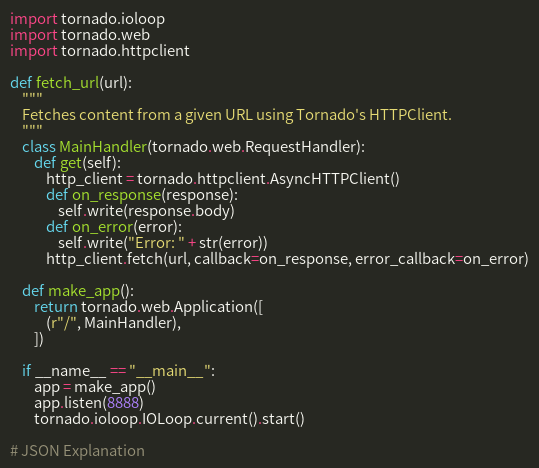 import tornado.ioloop
import tornado.web
import tornado.httpclient

def fetch_url(url):
    """
    Fetches content from a given URL using Tornado's HTTPClient.
    """
    class MainHandler(tornado.web.RequestHandler):
        def get(self):
            http_client = tornado.httpclient.AsyncHTTPClient()
            def on_response(response):
                self.write(response.body)
            def on_error(error):
                self.write("Error: " + str(error))
            http_client.fetch(url, callback=on_response, error_callback=on_error)

    def make_app():
        return tornado.web.Application([
            (r"/", MainHandler),
        ])

    if __name__ == "__main__":
        app = make_app()
        app.listen(8888)
        tornado.ioloop.IOLoop.current().start()

# JSON Explanation